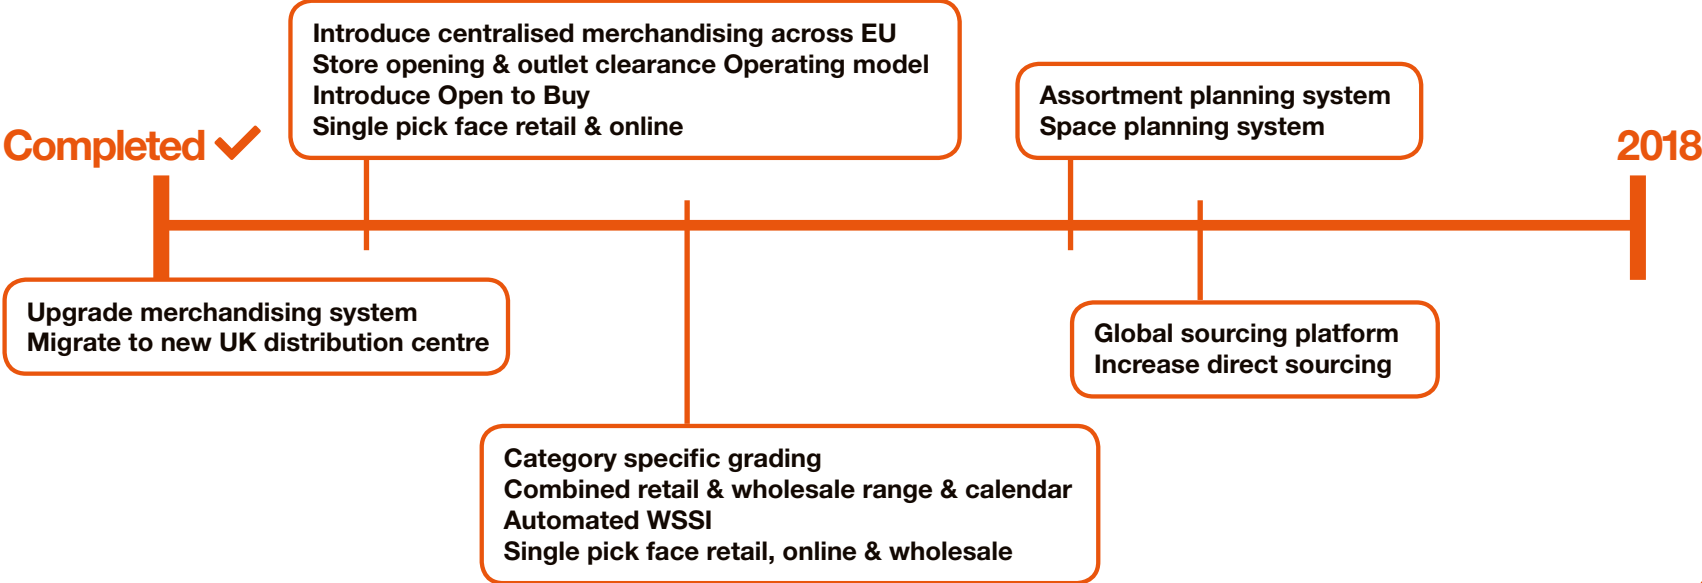 Introduce centralised merchandising across EU
Store opening & outlet clearance Operating model
Introduce Open to Buy
Single pick face retail & online
Assortment planning system
Space planning system
Completed
2018
Upgrade merchandising system
Migrate to new UK distribution centre
Global sourcing platform
Increase direct sourcing
Category specific grading
Combined retail & wholesale range & calendar
Automated WSSI
Single pick face retail, online & wholesale